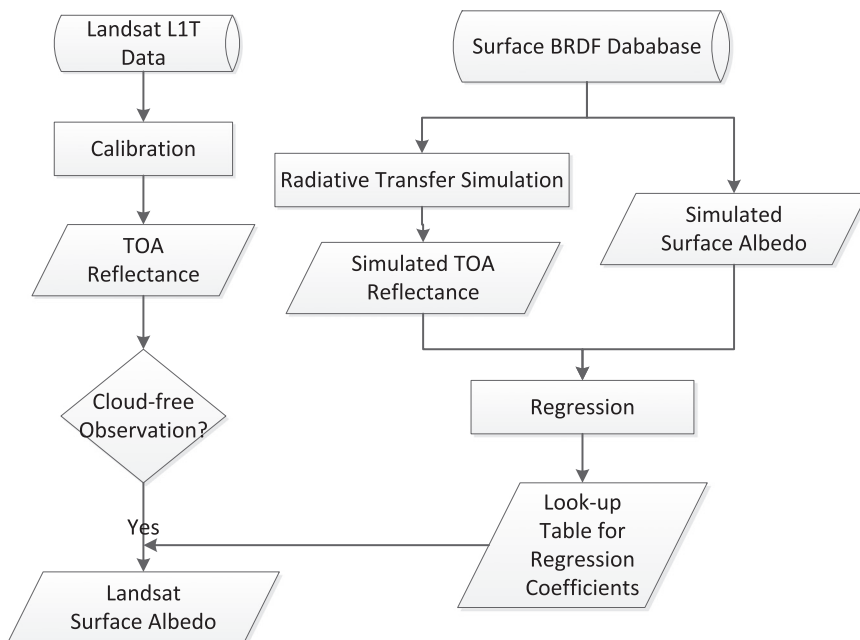 Landsat L1T
Data
Surface BRDF Dababase
Calibration
Radiative Transfer Simulation
TOA
Reflectance
Simulated
Surface Albedo
Simulated TOA
Reflectance
Cloud-free
Observation?
Regression
Yes
Look-up
Table for
Regression
Coefficients
Landsat
Surface Albedo